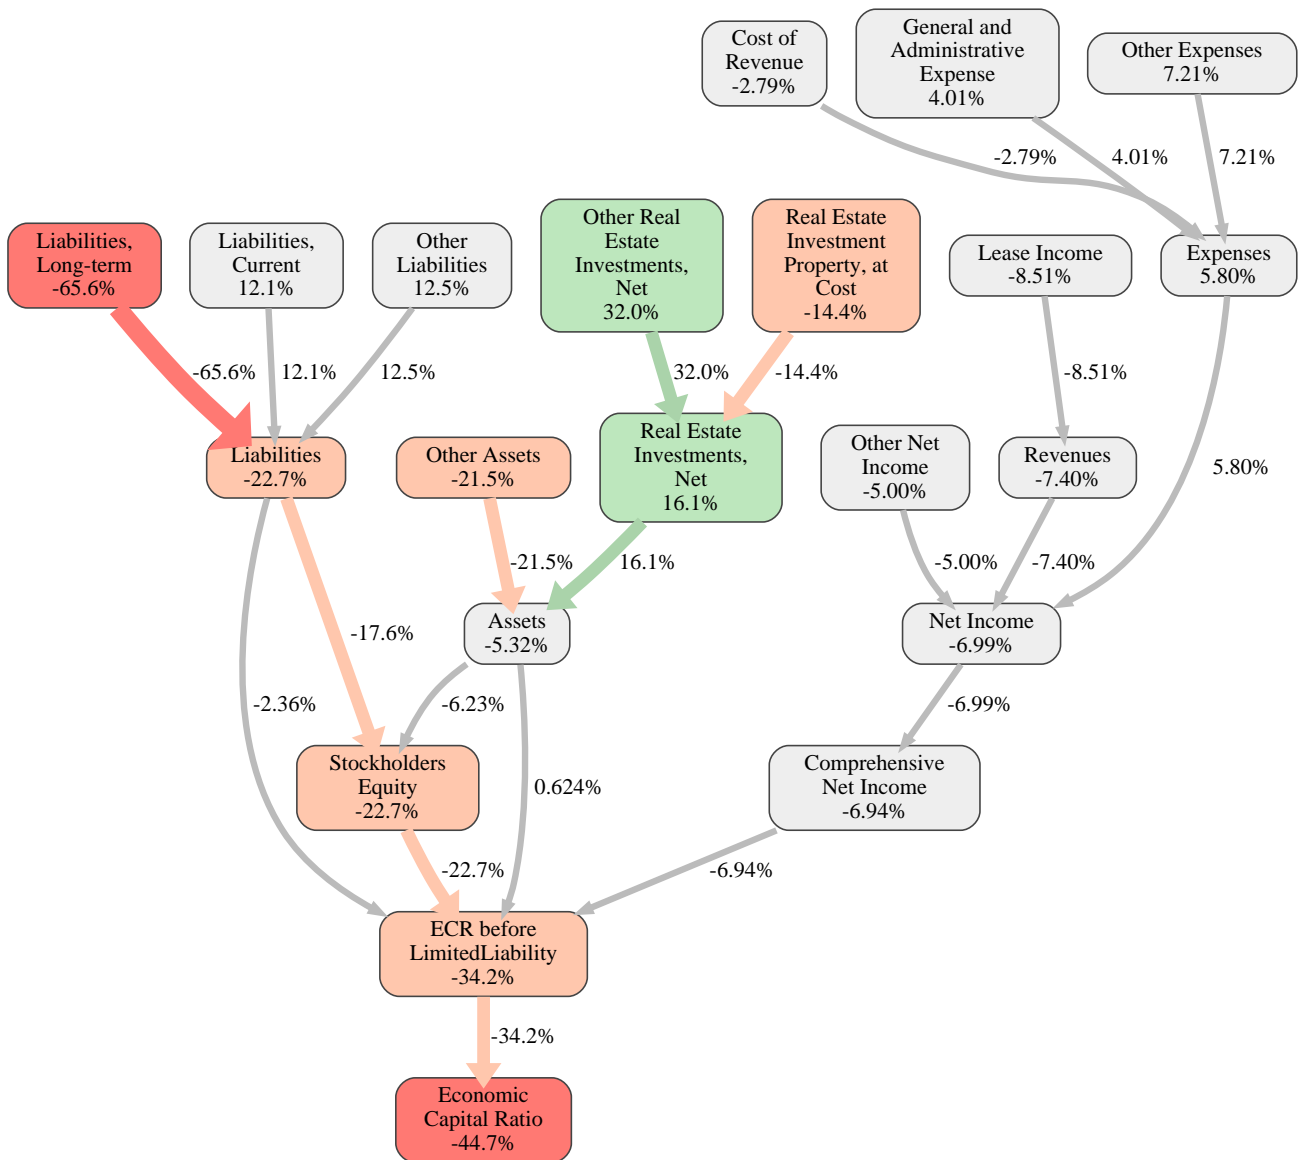 Cost of
Revenue
-2.79%
General and
Administrative
Expense
4.01%
Other Expenses
7.21%
-2.79%
4.01%
7.21%
Liabilities,
Long-term
-65.6%
Liabilities,
Current
12.1%
Other
Liabilities
12.5%
Other Real
Estate
Investments,
Net
32.0%
Real Estate
Investment
Property, at
Cost
-14.4%
Lease Income
-8.51%
Expenses
5.80%
-65.6%
12.1%
12.5%
32.0%
-14.4%
-8.51%
Liabilities
-22.7%
Other Assets
-21.5%
Real Estate
Investments,
Net
16.1%
Other Net
Income
-5.00%
Revenues
-7.40%
5.80%
-21.5%
16.1%
-5.00%
-7.40%
-17.6%
Assets
-5.32%
Net Income
-6.99%
-2.36%
-6.23%
-6.99%
Stockholders
Equity
-22.7%
0.624%
Comprehensive
Net Income
-6.94%
-22.7%
-6.94%
ECR before
LimitedLiability
-34.2%
-34.2%
Economic
Capital Ratio
-44.7%